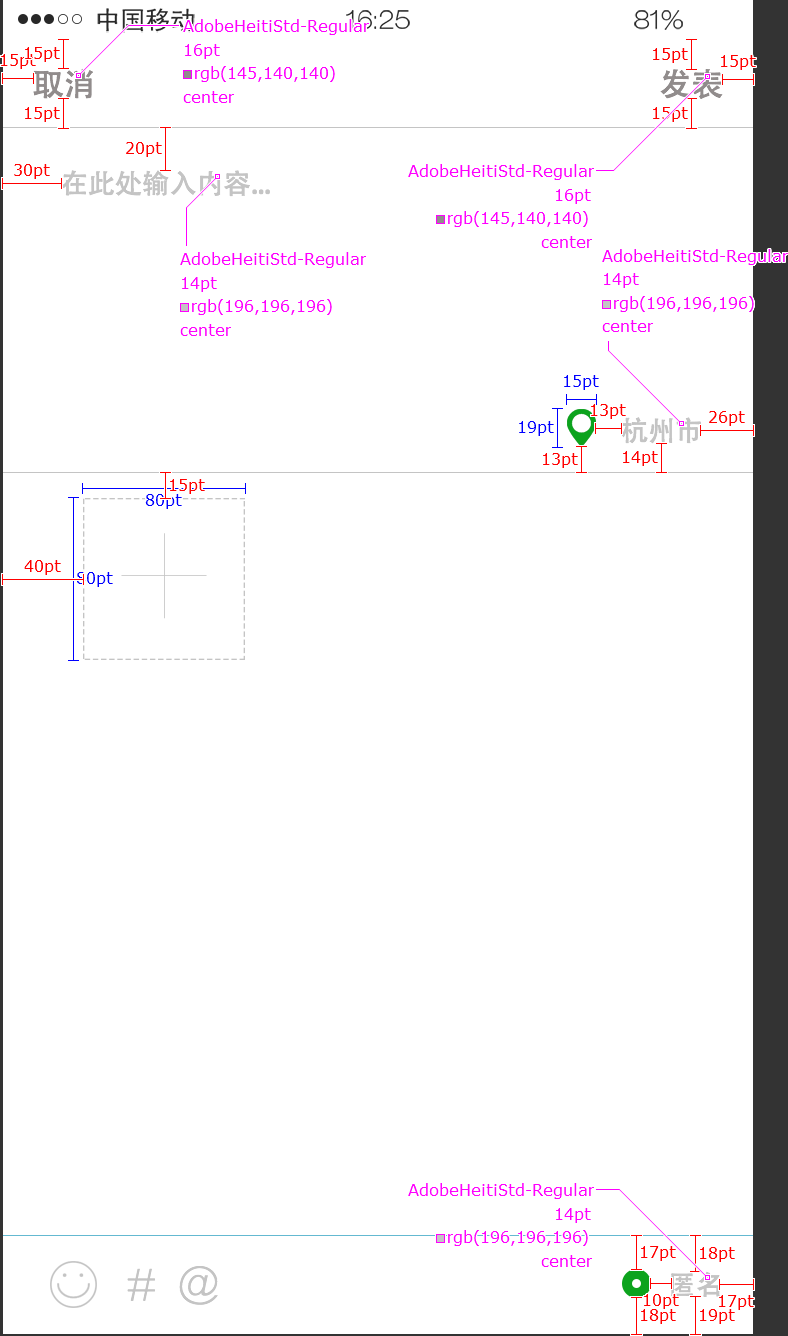 中国移动 16:25 81%
AdobeHeitiStd-Regular
16pt
rgb(145,140,140)
center
15pt
15pt
15pt
取消
15pt
15pt
发表
15pt
20pt
30pt
在此处输入内容...
AdobeHeitiStd-Regular
16pt
rgb(145,140,140)
center
AdobeHeitiStd-Regular
14pt
rgb(196,196,196)
center
AdobeHeitiStd-Regular
14pt
rgb(196,196,196)
center
15pt
13pt
19pt
杭州市
26pt
13pt
14pt
15pt
80pt
40pt
80pt
AdobeHeitiStd-Regular
14pt
rgb(196,196,196)
center
17pt
18pt
# @
匿名
10pt
17pt
18pt
19pt